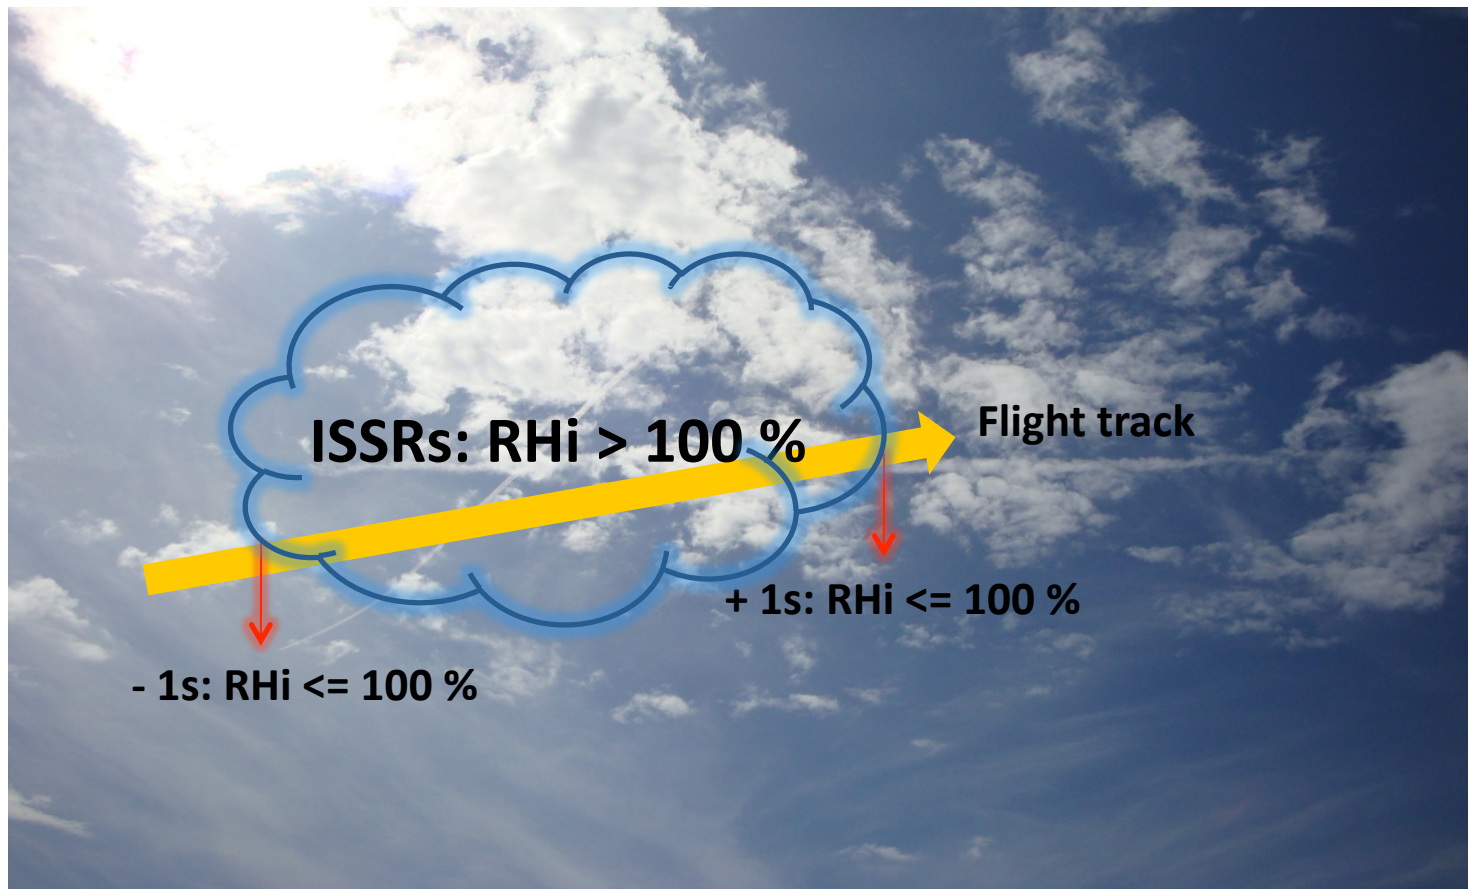 ISSRs: RHi > 100 %
Flight track
+ 1s: RHi <= 100 %
- 1s: RHi <= 100 %